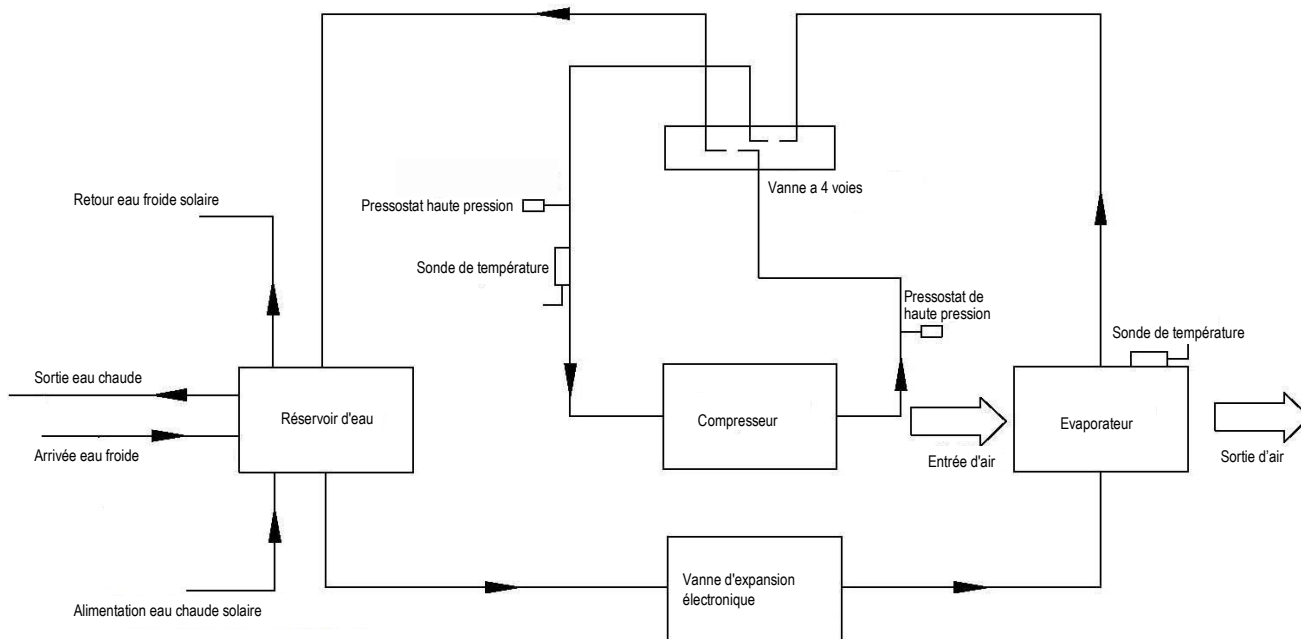 Vanne a 4 voies
Retour eau froide solaire
Pressostat haute pression
Sonde de température
Pressostat de
haute pression
Sonde de température
Sortie eau chaude
Réservoir d'eau
Compresseur
Evaporateur
Arrivée eau froide
Entrée d'air
Sortie d'air
Vanne d'expansion
électronique
Alimentation eau chaude solaire